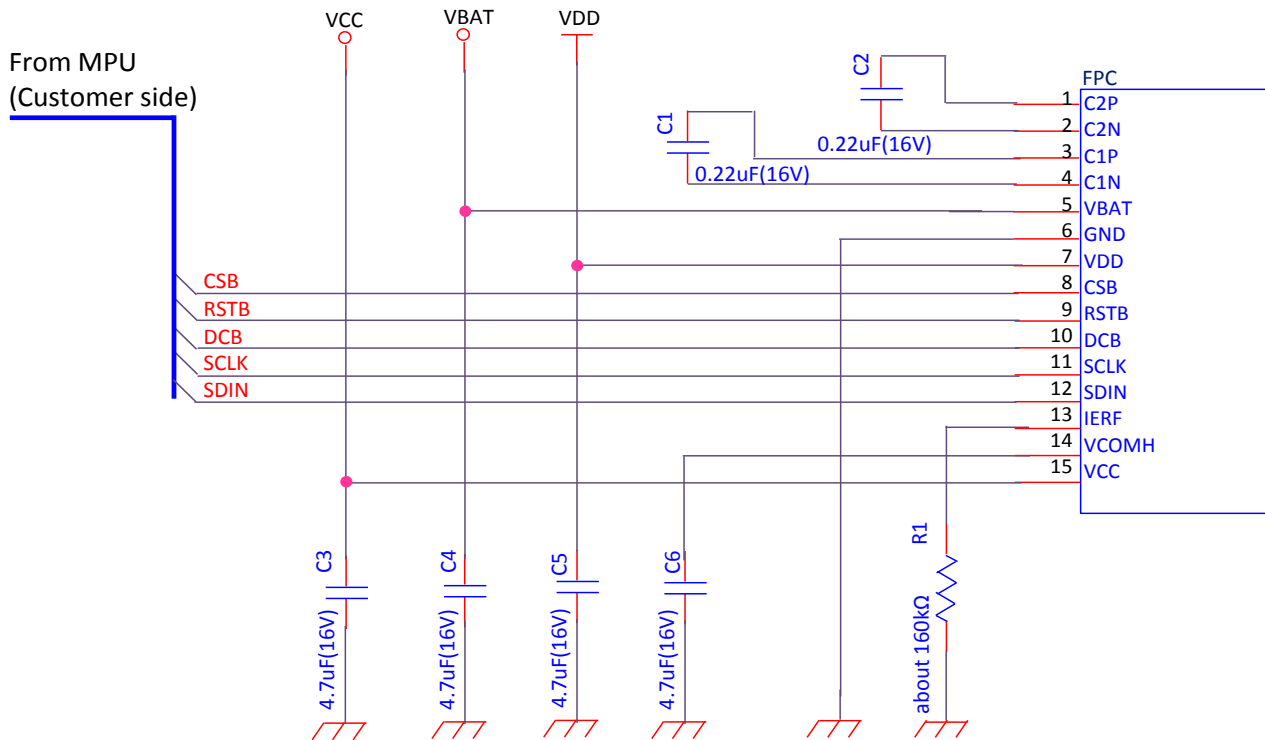 VCC
VBAT
VDD
From MPU
(Customer side)
C2
0.22uF(16V)
C1
0.22uF(16V)
FPC
1 C2P
2 C2N
3 C1P
4 C1N
5 VBAT
6 GND
7 VDD
8 CSB
9 RSTB
10 DCB
11 SCLK
12 SDIN
13 IERF
14 VCOMH
15 VCC
CSB
RSTB
DCB
SCLK
SDIN
C3
4.7uF(16V)
C4
4.7uF(16V)
C5
4.7uF(16V)
C6
4.7uF(16V)
R1
about 160kΩ